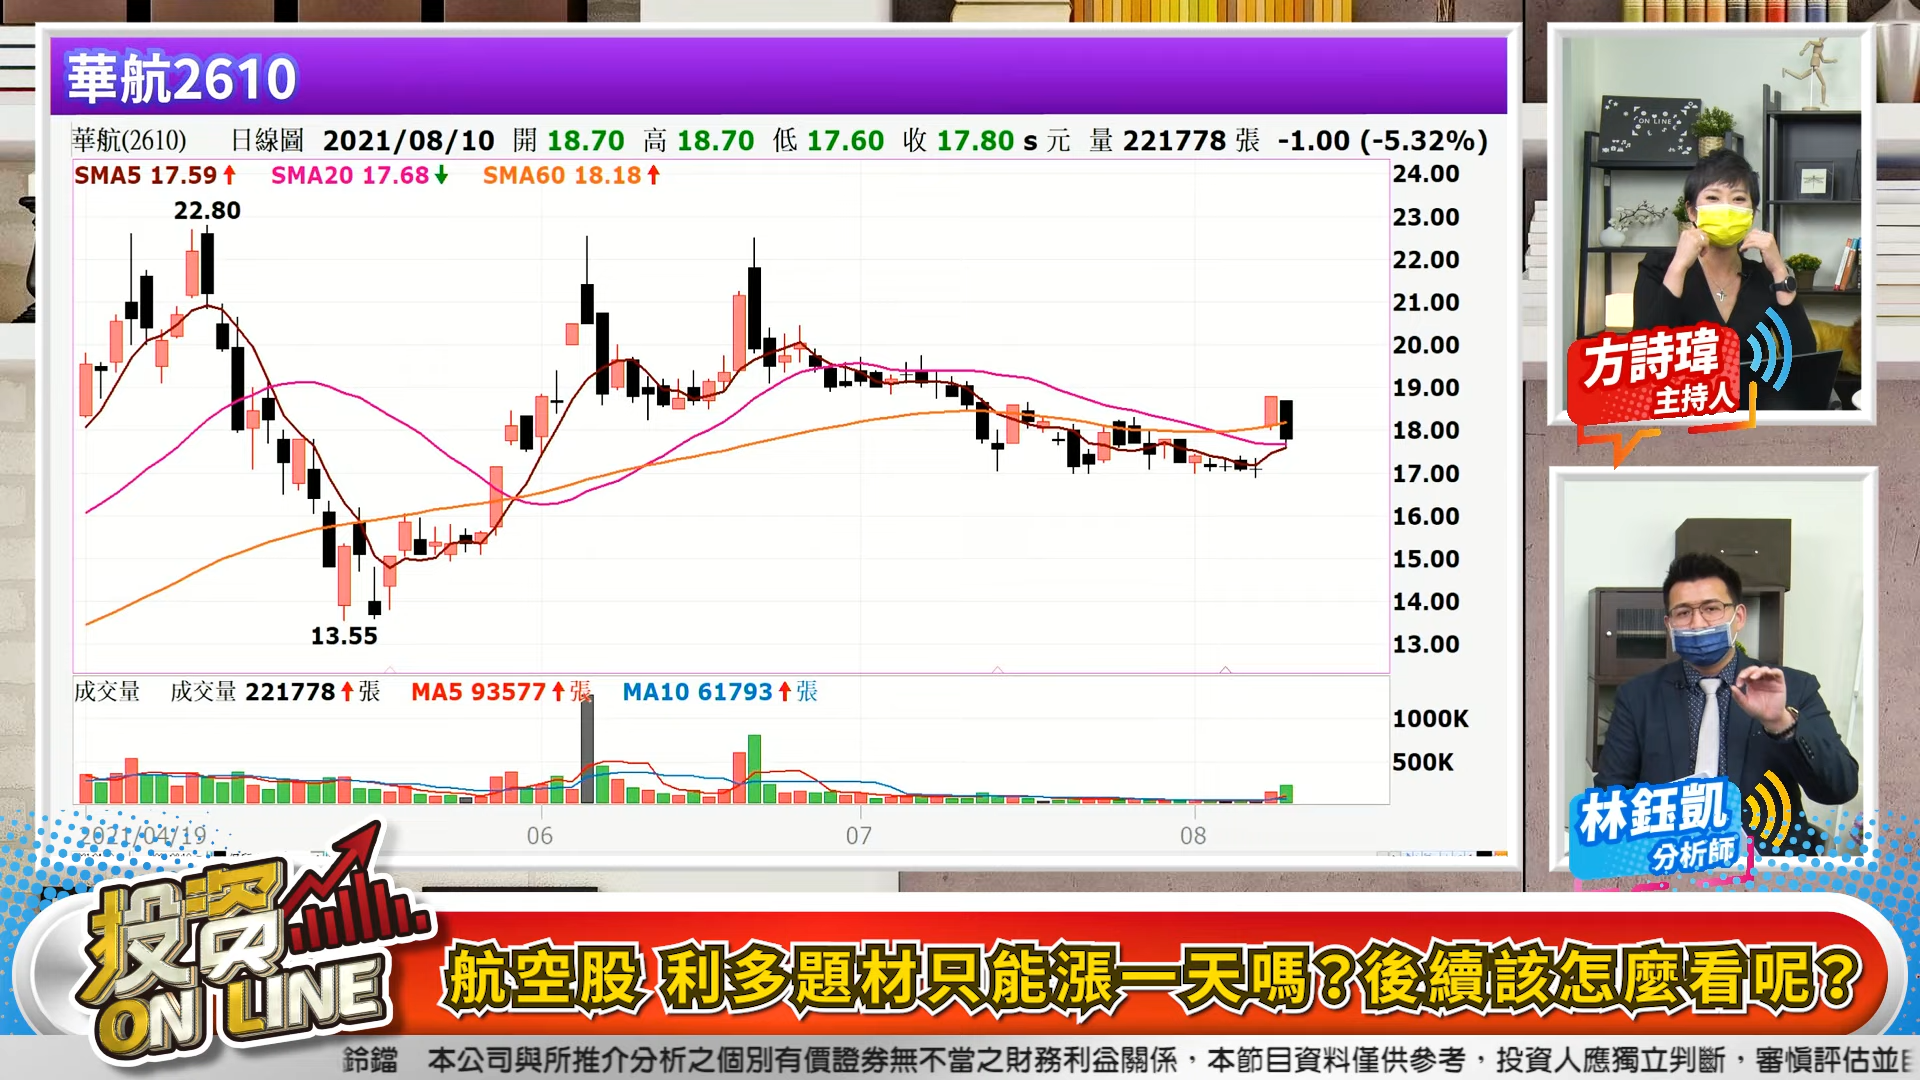 華航2610
華航(2610) 日線圖 2021/08/10 開 18.70 高 18.70 低 17.60 收 17.80 s 元 量 221778 張 -1.00 (-5.32%)
SMA5 17.59↑ SMA20 17.68↓ SMA60 18.18↑
22.80
13.55
24.00
23.00
22.00
21.00
20.00
19.00
18.00
17.00
16.00
15.00
14.00
13.00
成交量 成交量 221778↑張 MA5 93577↑張 MA10 61793↑張
1000K
500K
2021/04/19 06 07 08
ON LINE
方詩瑋
主持人
林鈺凱
分析師
投資
ON LINE
航空股 利多題材只能漲一天嗎？後續該怎麼看呢？
鈴鐺 本公司與所推介分析之個別有價證券無不當之財務利益關係，本節目資料僅供參考，投資人應獨立判斷，審慎評估並